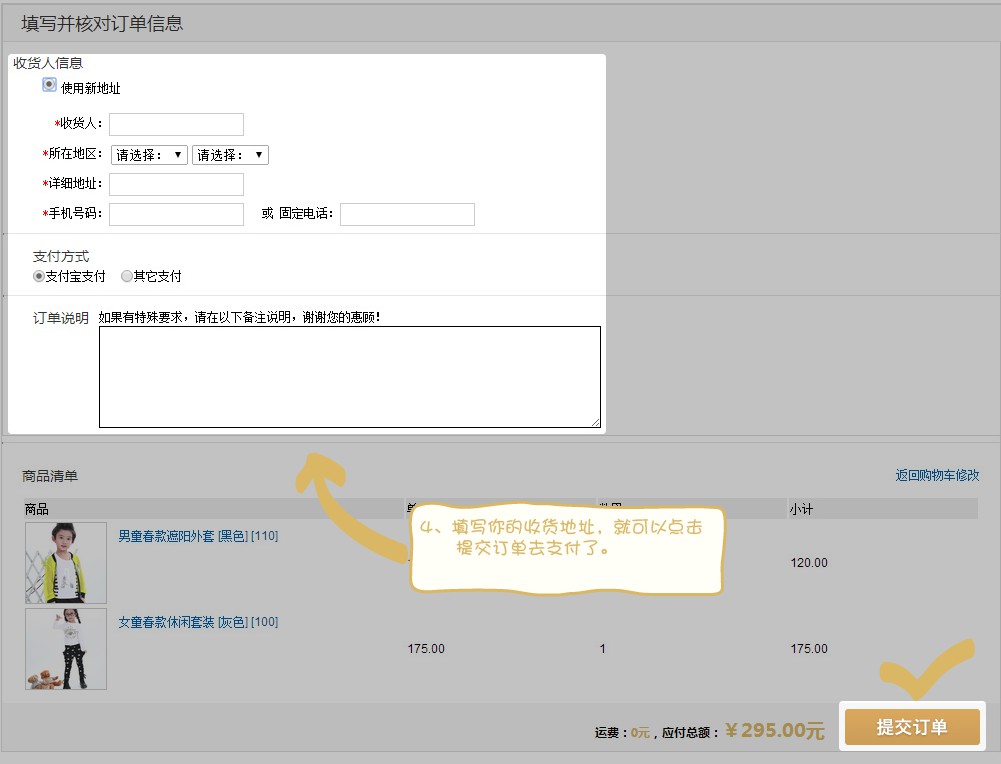 填写并核对订单信息
收货人信息
使用新地址
*收货人：
*所在地区： 请选择： 请选择：
*详细地址：
*手机号码： 或 固定电话：
支付方式
支付宝支付 其它支付
订单说明 如果有特殊要求，请在以下备注说明，谢谢您的惠顾！
商品清单 返回购物车修改
商品 小计
4、填写你的收货地址，就可以点击
提交订单去支付了。
男童春款遮阳外套 [黑色] [110]
120.00
女童春款休闲套装 [灰色] [100]
175.00 1 175.00
运费：0元，应付总额：￥295.00元
提交订单